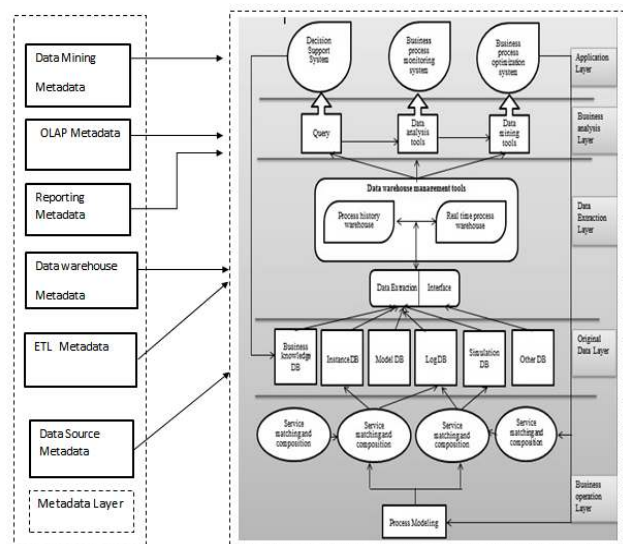 Data Mining
Metadata
OLAP Metadata
Reporting
Metadata
Data warehouse
Metadata
ETL Metadata
Data Source
Metadata
Metadata Layer
Decision
Support
System
Business
process
monitoring
system
Business
process
optimization
system
Application
Layer
Query
Data
analysis
tools
Data
mining
tools
Business
analysis
Layer
Data warehouse management tools
Process history
warehouse
Real time process
warehouse
Data
Extraction
Layer
Data Extraction
Interface
Business
knowledge
DB
Instance DB
Model DB
Log DB
Simulation
DB
Other DB
Original
Data Layer
Service
matching and
composition
Service
matching and
composition
Service
matching and
composition
Service
matching and
composition
Business
operation
Layer
Process Modeling